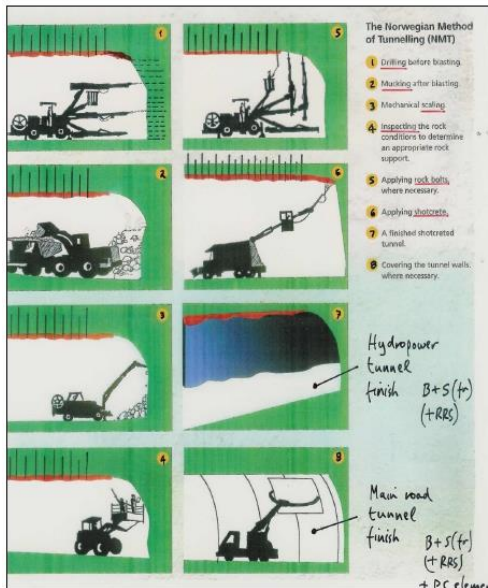 The Norwegian Method
of Tunnelling (NMT)
1 Drilling before blasting.
2 Mucking after blasting.
3 Mechanical scaling.
4 Inspecting the rock
conditions to determine
an appropriate rock
support.
5 Applying rock bolts,
where necessary.
6 Applying shotcrete.
7 A finished shotcreted
tunnel.
8 Covering the tunnel walls,
where necessary.
1
5
2
6
3
7
4
8
Hydropower
tunnel
finish B+S(fr)
(+RRS)
Main road
tunnel
finish B+S(fr)
(+RRS)
+ PC